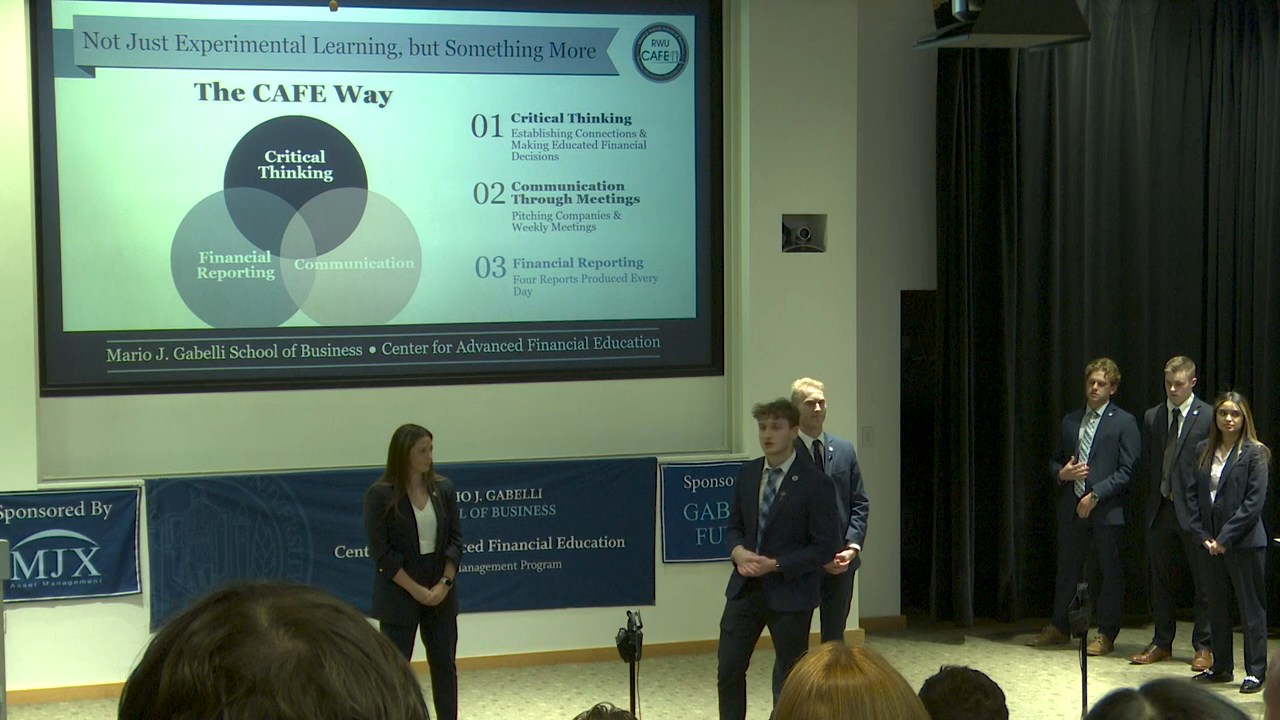 Not Just Experimental Learning, but Something More
RWU
CAFE
The CAFE Way
Critical
Thinking
Financial
Reporting
Communication
01 Critical Thinking
Establishing Connections &
Making Educated Financial
Decisions
02 Communication
Through Meetings
Pitching Companies &
Weekly Meetings
03 Financial Reporting
Four Reports Produced Every
Day
Mario J. Gabelli School of Business • Center for Advanced Financial Education
Sponsored By
MJX
Asset Management
IO J. GABELLI
L OF BUSINESS
Cent ed Financial Education
anagement Program
Sponso
GAB
FU